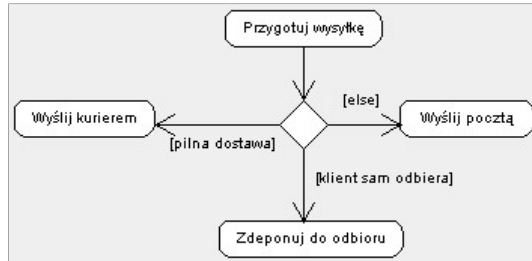 Przygotuj wysyłkę
[else]
Wyślij kurierem
Wyślij pocztą
[pilna dostawa]
[klient sam odbiera]
Zdeponuj do odbioru